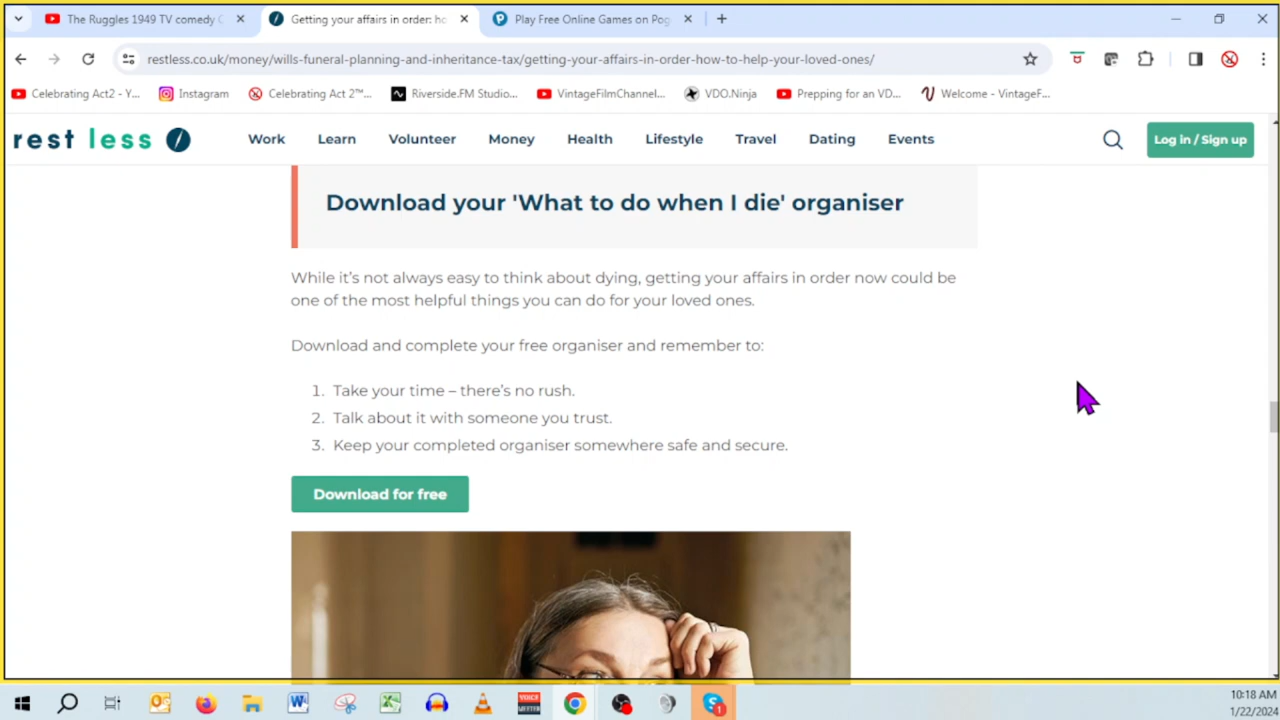 The Ruggles 1949 TV comedy
Getting your affairs in order: ho
Play Free Online Games on Pog
restless.co.uk/money/wills-funeral-planning-and-inheritance-tax/getting-your-affairs-in-order-how-to-help-your-loved-ones/
Celebrating Act2 - Y...
Instagram
Celebrating Act 2™...
Riverside.FM Studio...
VintageFilmChannel...
VDO.Ninja
Prepping for an VD...
Welcome - VintageF...
rest less
Work
Learn
Volunteer
Money
Health
Lifestyle
Travel
Dating
Events
Log in / Sign up
Download your 'What to do when I die' organiser
While it's not always easy to think about dying, getting your affairs in order now could be
one of the most helpful things you can do for your loved ones.
Download and complete your free organiser and remember to:
1. Take your time – there's no rush.
2. Talk about it with someone you trust.
3. Keep your completed organiser somewhere safe and secure.
Download for free
10:18 AM
1/22/2024